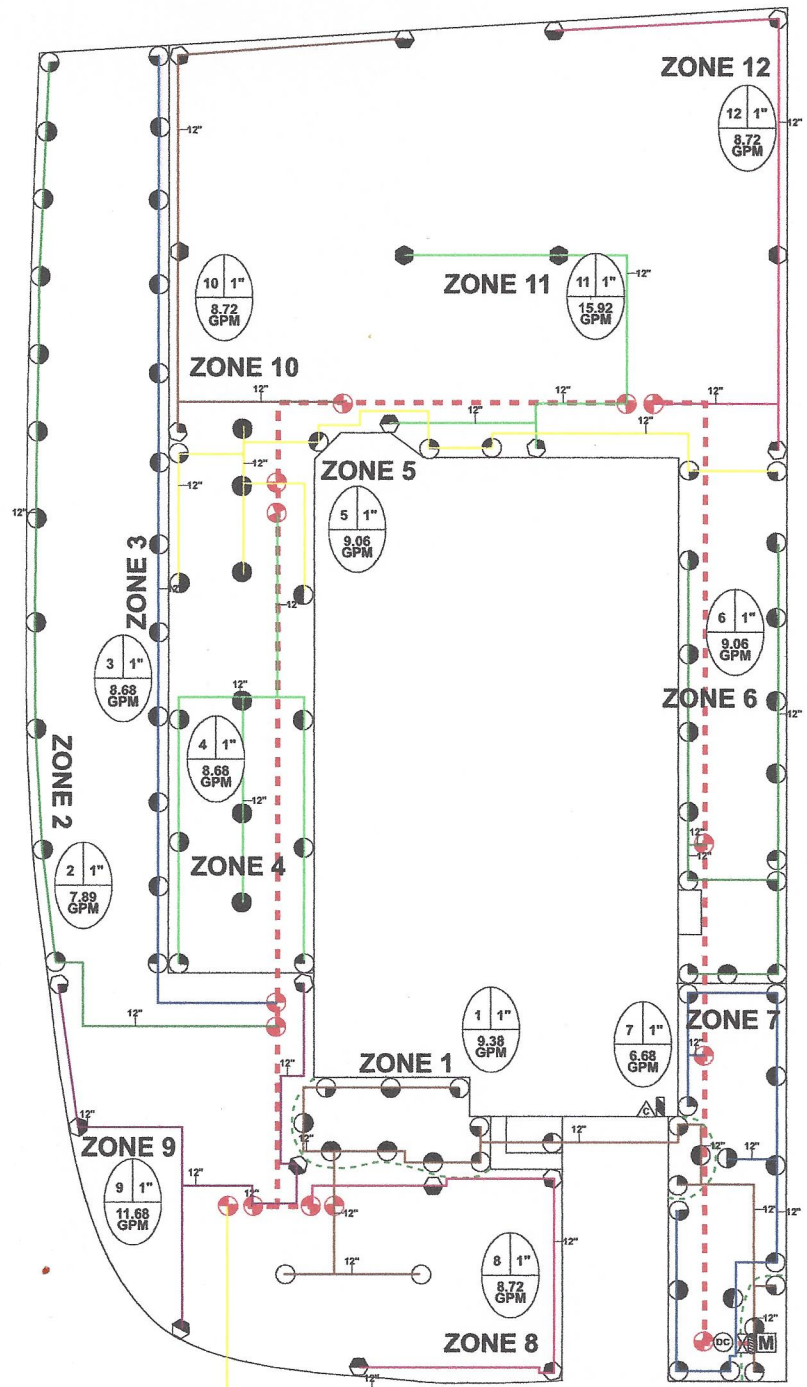 ZONE 12
12 1"
8.72
GPM
12"
12"
ZONE 11
12"
10 1"
8.72
GPM
11 1"
15.92
GPM
ZONE 10
12"
12"
12"
12"
12"
12"
ZONE 5
12"
5 1"
9.06
GPM
12"
ZONE 3
12"
12"
6 1"
9.06
GPM
3 1"
8.68
GPM
12"
ZONE 6
12"
4 1"
8.68
GPM
ZONE 2
12"
12"
12"
ZONE 4
2 1"
7.89
GPM
12"
1 1"
9.38
GPM
7 1"
6.68
GPM
ZONE 7
12"
ZONE 1
12"
C
12"
ZONE 9
12"
12"
12"
12"
9 1"
11.68
GPM
12"
12"
12"
12"
12"
12"
8 1"
8.72
GPM
12"
DC
M
ZONE 8
12"